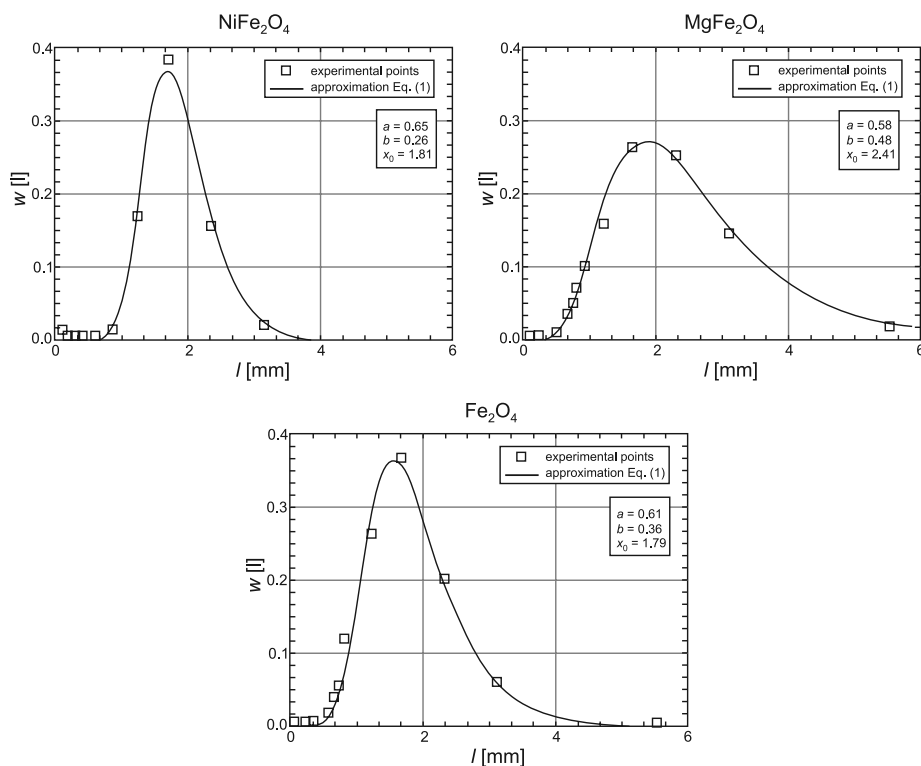 NiFe₂O₄
0.4
0.3
0.2
0.1
0.0
w [l]
0
2
4
6
l [mm]
experimental points
approximation Eq. (1)
a = 0.65
b = 0.26
x₀ = 1.81
MgFe₂O₄
0.4
0.3
0.2
0.1
0.0
w [l]
0
2
4
6
l [mm]
experimental points
approximation Eq. (1)
a = 0.58
b = 0.48
x₀ = 2.41
Fe₂O₄
0.4
0.3
0.2
0.1
0.0
w [l]
0
2
4
6
l [mm]
experimental points
approximation Eq. (1)
a = 0.61
b = 0.36
x₀ = 1.79